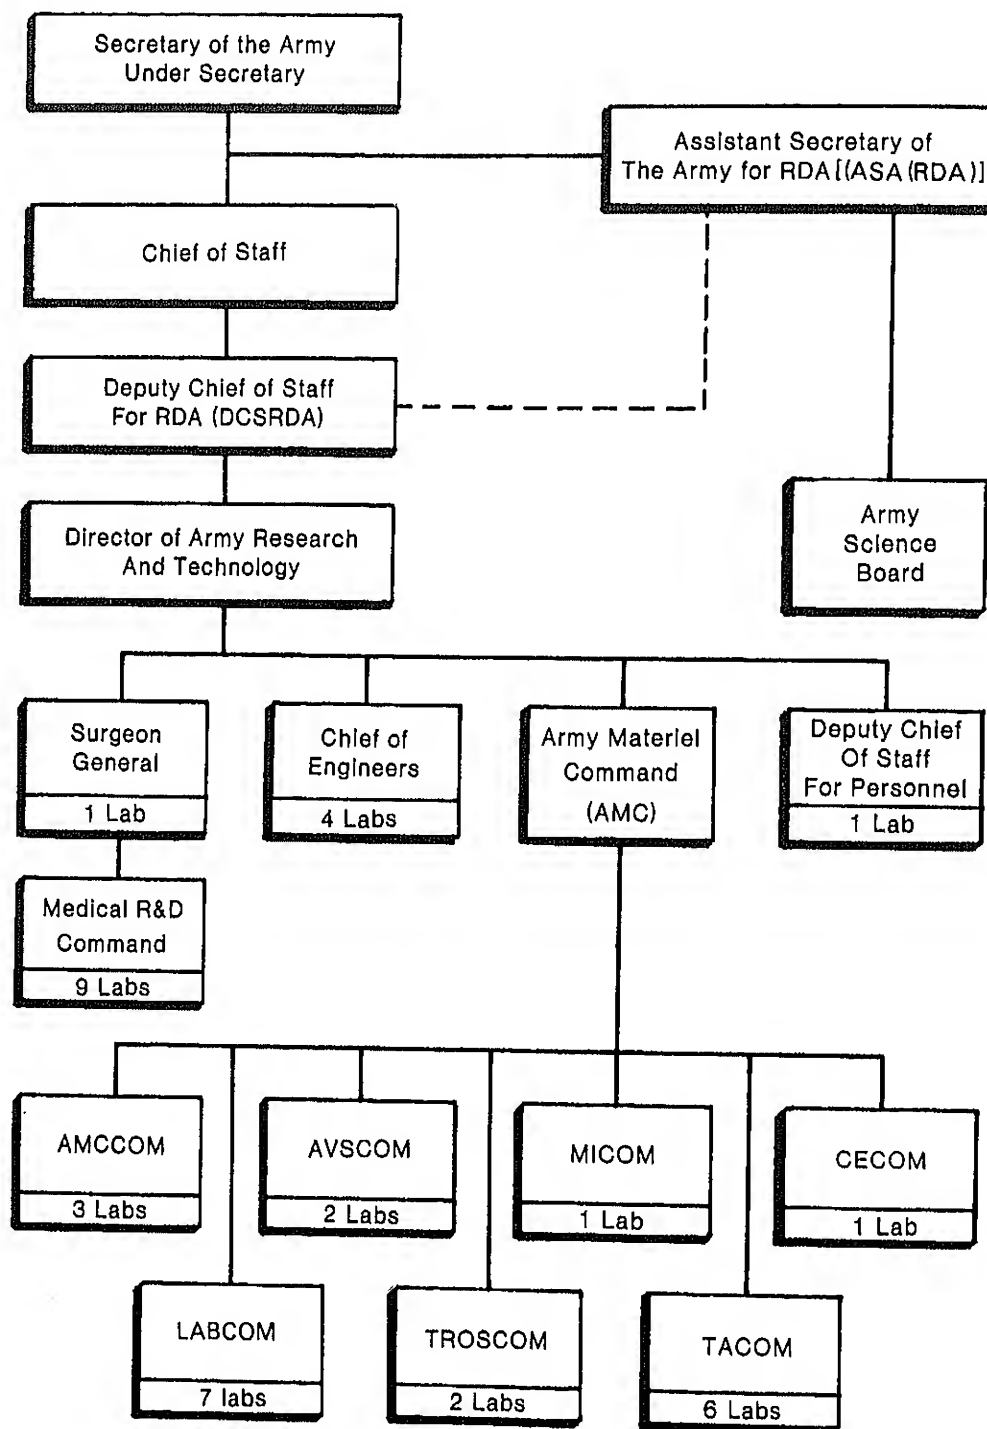 Secretary of the Army
Under Secretary
Assistant Secretary of
The Army for RDA [(ASA (RDA)]
Chief of Staff
Deputy Chief of Staff
For RDA (DCSRDA)
Director of Army Research
And Technology
Army
Science
Board
Surgeon
General
1 Lab
Chief of
Engineers
4 Labs
Army Materiel
Command
(AMC)
Deputy Chief
Of Staff
For Personnel
1 Lab
Medical R&D
Command
9 Labs
AMCCOM
3 Labs
AVSCOM
2 Labs
MICOM
1 Lab
CECOM
1 Lab
LABCOM
7 labs
TROSCOM
2 Labs
TACOM
6 Labs